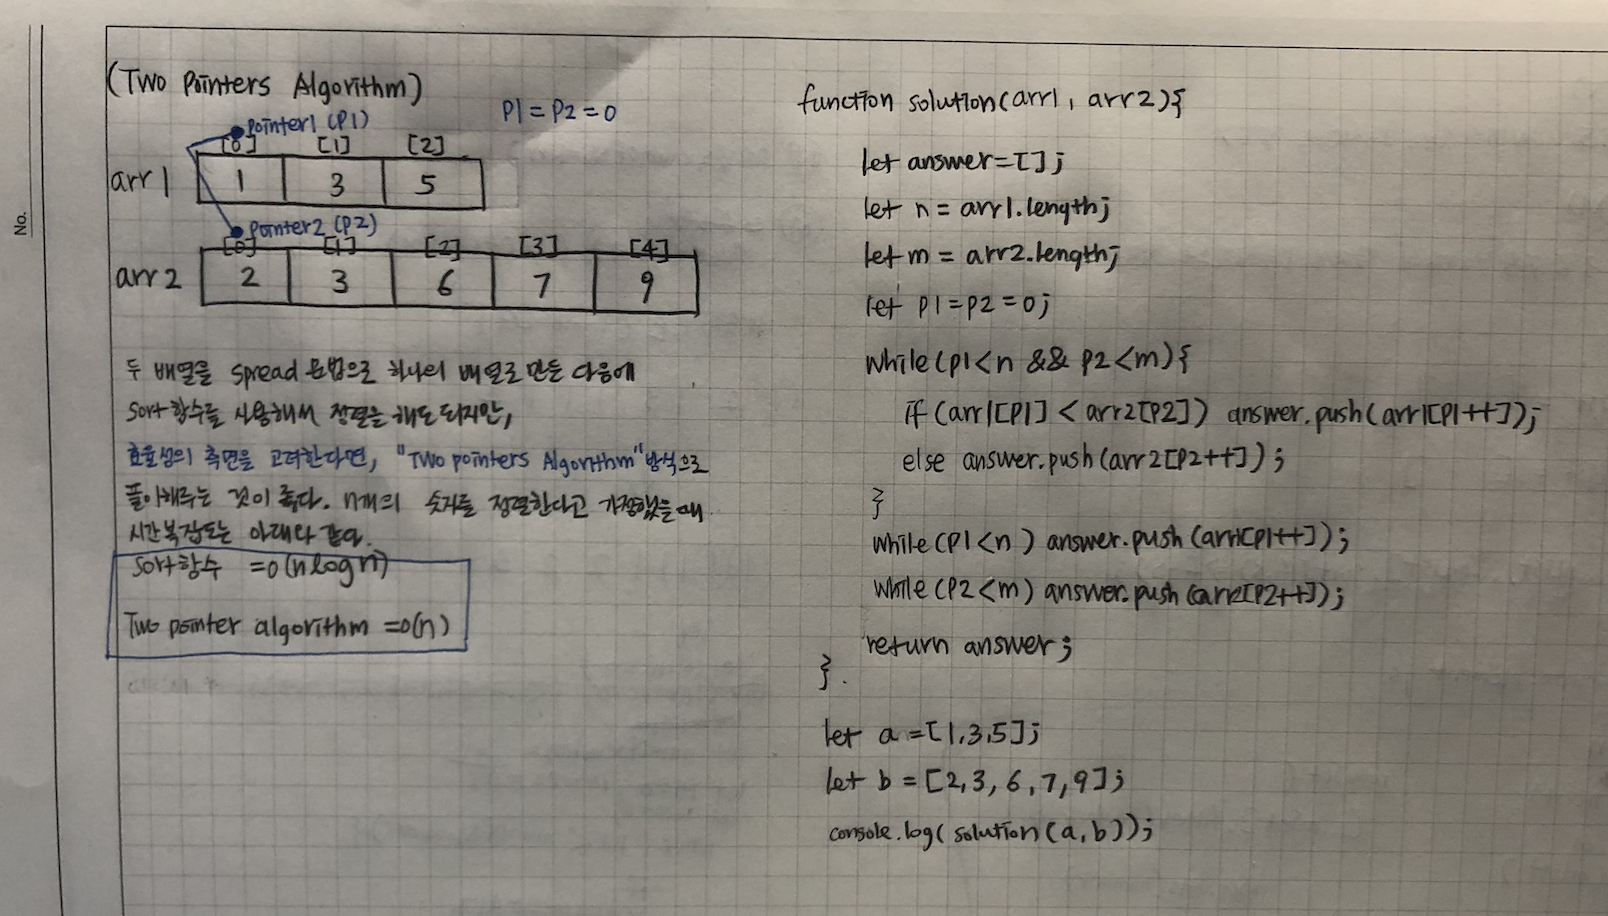 No.
(Two Pointers Algorithm)
pointer1 (P1)
P1 = P2 = 0
[0] [1] [2]
arr1 1 3 5
pointer2 (P2)
[0] [1] [2] [3] [4]
arr2 2 3 6 7 9
두 배열을 spread 문법으로 하나의 배열로 만든 다음에
sort함수를 사용해서 정렬을 해도 되지만,
효율성의 측면을 고려한다면, "Two pointers Algorithm"방식으로
풀이해주는 것이 좋다. n개의 숫자를 정렬한다고 가정했을 때
시간복잡도는 아래와 같다.
sort함수 =O(nlogn)
Two pointer algorithm =O(n)
function solution(arr1, arr2){
let answer=[];
let n = arr1.length;
let m = arr2.length;
let p1=p2=0;
while(p1<n && p2<m){
if(arr1[p1] < arr2[p2]) answer.push(arr1[p1++]);
else answer.push(arr2[p2++]);
}
while(p1<n) answer.push(arr1[p1++]);
while(p2<m) answer.push(arr2[p2++]);
return answer;
}
let a =[1,3,5];
let b = [2,3,6,7,9];
console.log(solution(a,b));